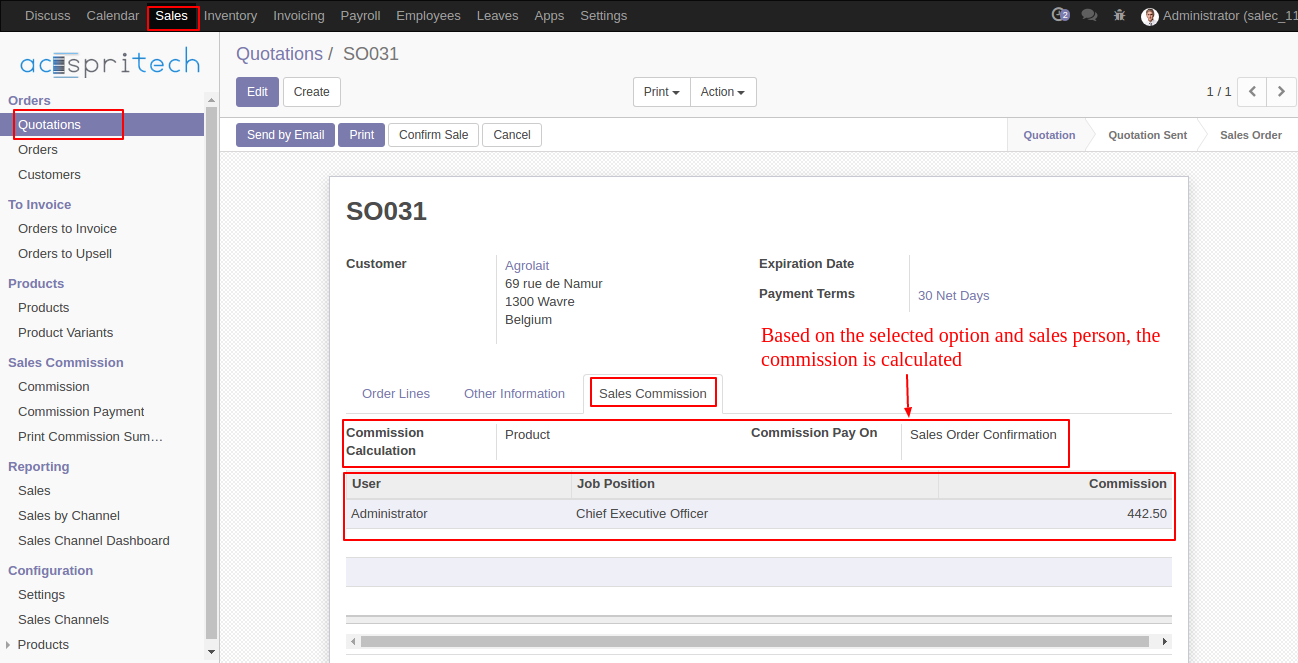 Discuss Calendar Sales Inventory Invoicing Payroll Employees Leaves Apps Settings 2 Administrator (salec_11
acespritech
Quotations / SO031
Edit Create Print Action 1 / 1
Send by Email Print Confirm Sale Cancel Quotation Quotation Sent Sales Order
Orders
Quotations
Orders
Customers
To Invoice
Orders to Invoice
Orders to Upsell
Products
Products
Product Variants
Sales Commission
Commission
Commission Payment
Print Commission Sum…
Reporting
Sales
Sales by Channel
Sales Channel Dashboard
Configuration
Settings
Sales Channels
Products
SO031
Customer
Agrolait
69 rue de Namur
1300 Wavre
Belgium
Expiration Date
Payment Terms 30 Net Days
Based on the selected option and sales person, the
commission is calculated
Order Lines Other Information Sales Commission
Commission
Calculation
Product
Commission Pay On Sales Order Confirmation
User Job Position Commission
Administrator Chief Executive Officer 442.50